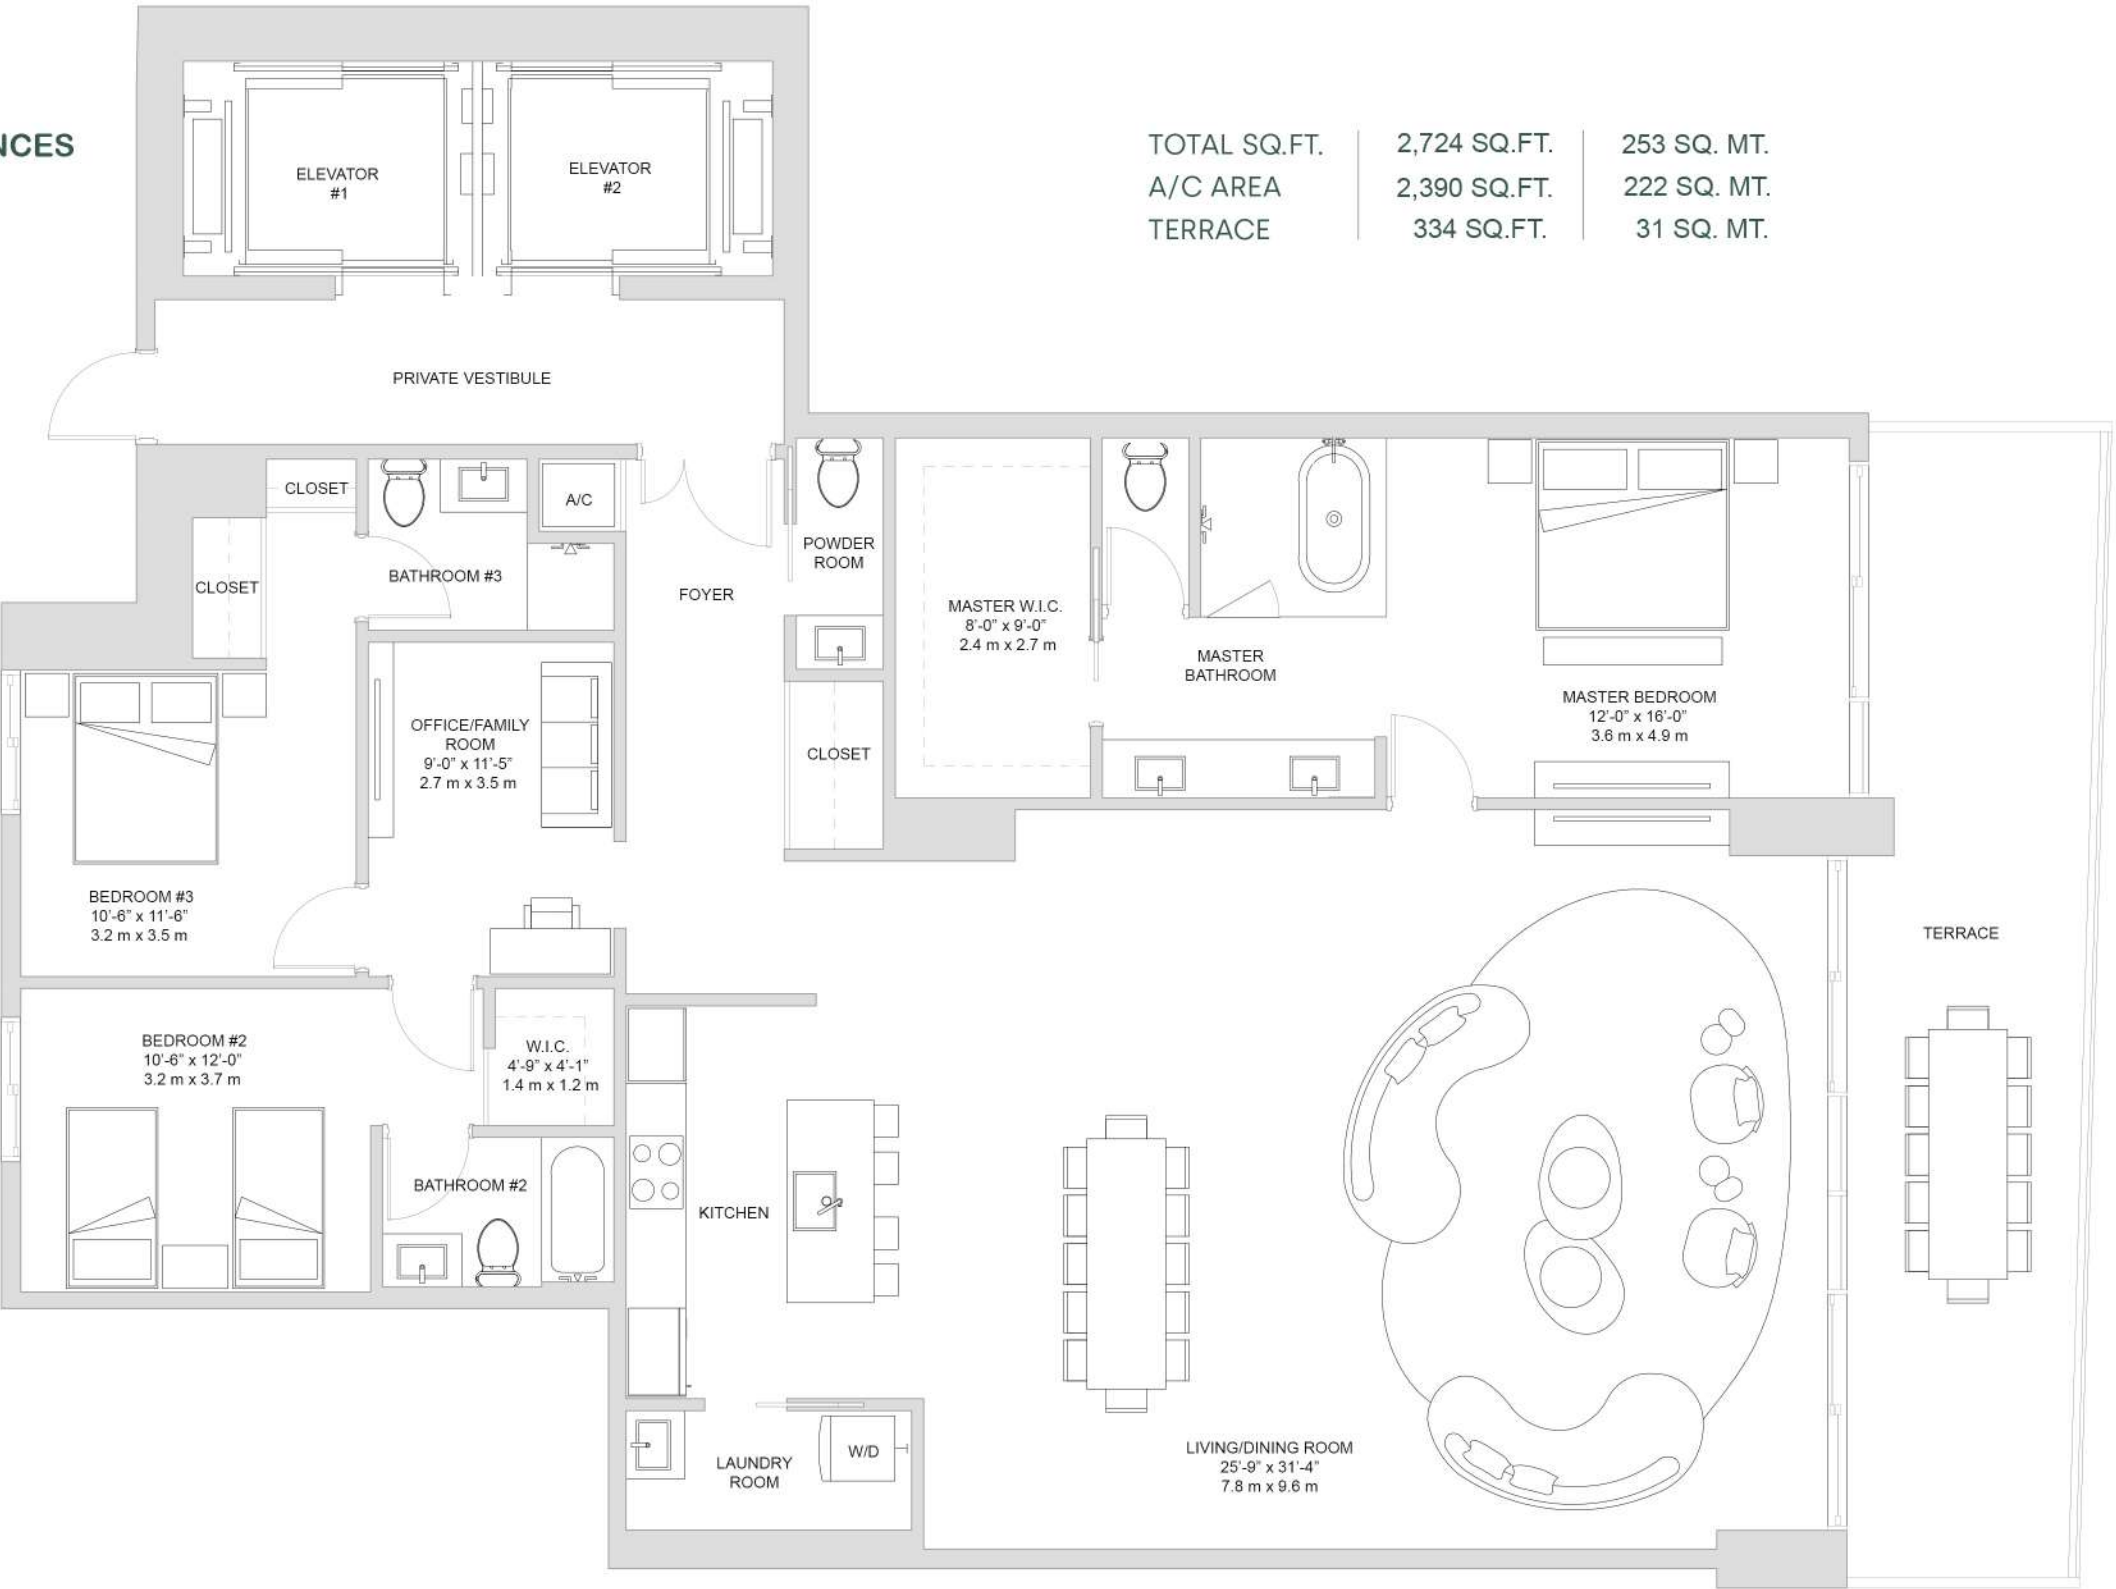 NCES
TOTAL SQ.FT. 2,724 SQ.FT. 253 SQ. MT.
A/C AREA 2,390 SQ.FT. 222 SQ. MT.
TERRACE 334 SQ.FT. 31 SQ. MT.
ELEVATOR
#1
ELEVATOR
#2
PRIVATE VESTIBULE
CLOSET
CLOSET
BATHROOM #3
A/C
FOYER
POWDER
ROOM
CLOSET
MASTER W.I.C.
8'-0" x 9'-0"
2.4 m x 2.7 m
MASTER
BATHROOM
MASTER BEDROOM
12'-0" x 16'-0"
3.6 m x 4.9 m
OFFICE/FAMILY
ROOM
9'-0" x 11'-5"
2.7 m x 3.5 m
BEDROOM #3
10'-6" x 11'-6"
3.2 m x 3.5 m
TERRACE
BEDROOM #2
10'-6" x 12'-0"
3.2 m x 3.7 m
W.I.C.
4'-9" x 4'-1"
1.4 m x 1.2 m
BATHROOM #2
KITCHEN
LAUNDRY
ROOM
W/D
LIVING/DINING ROOM
25'-9" x 31'-4"
7.8 m x 9.6 m